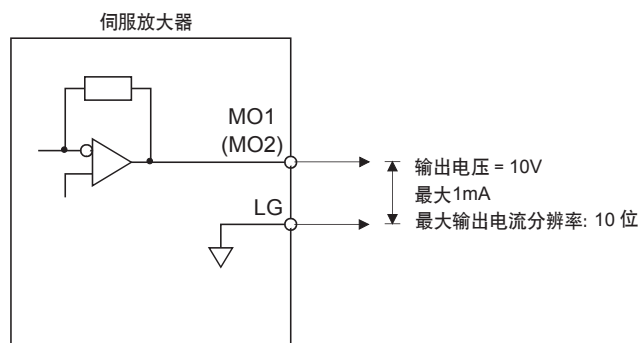 伺服放大器
MO1
(MO2)
LG
输出电压 = 10V
最大1mA
最大输出电流分辨率: 10 位